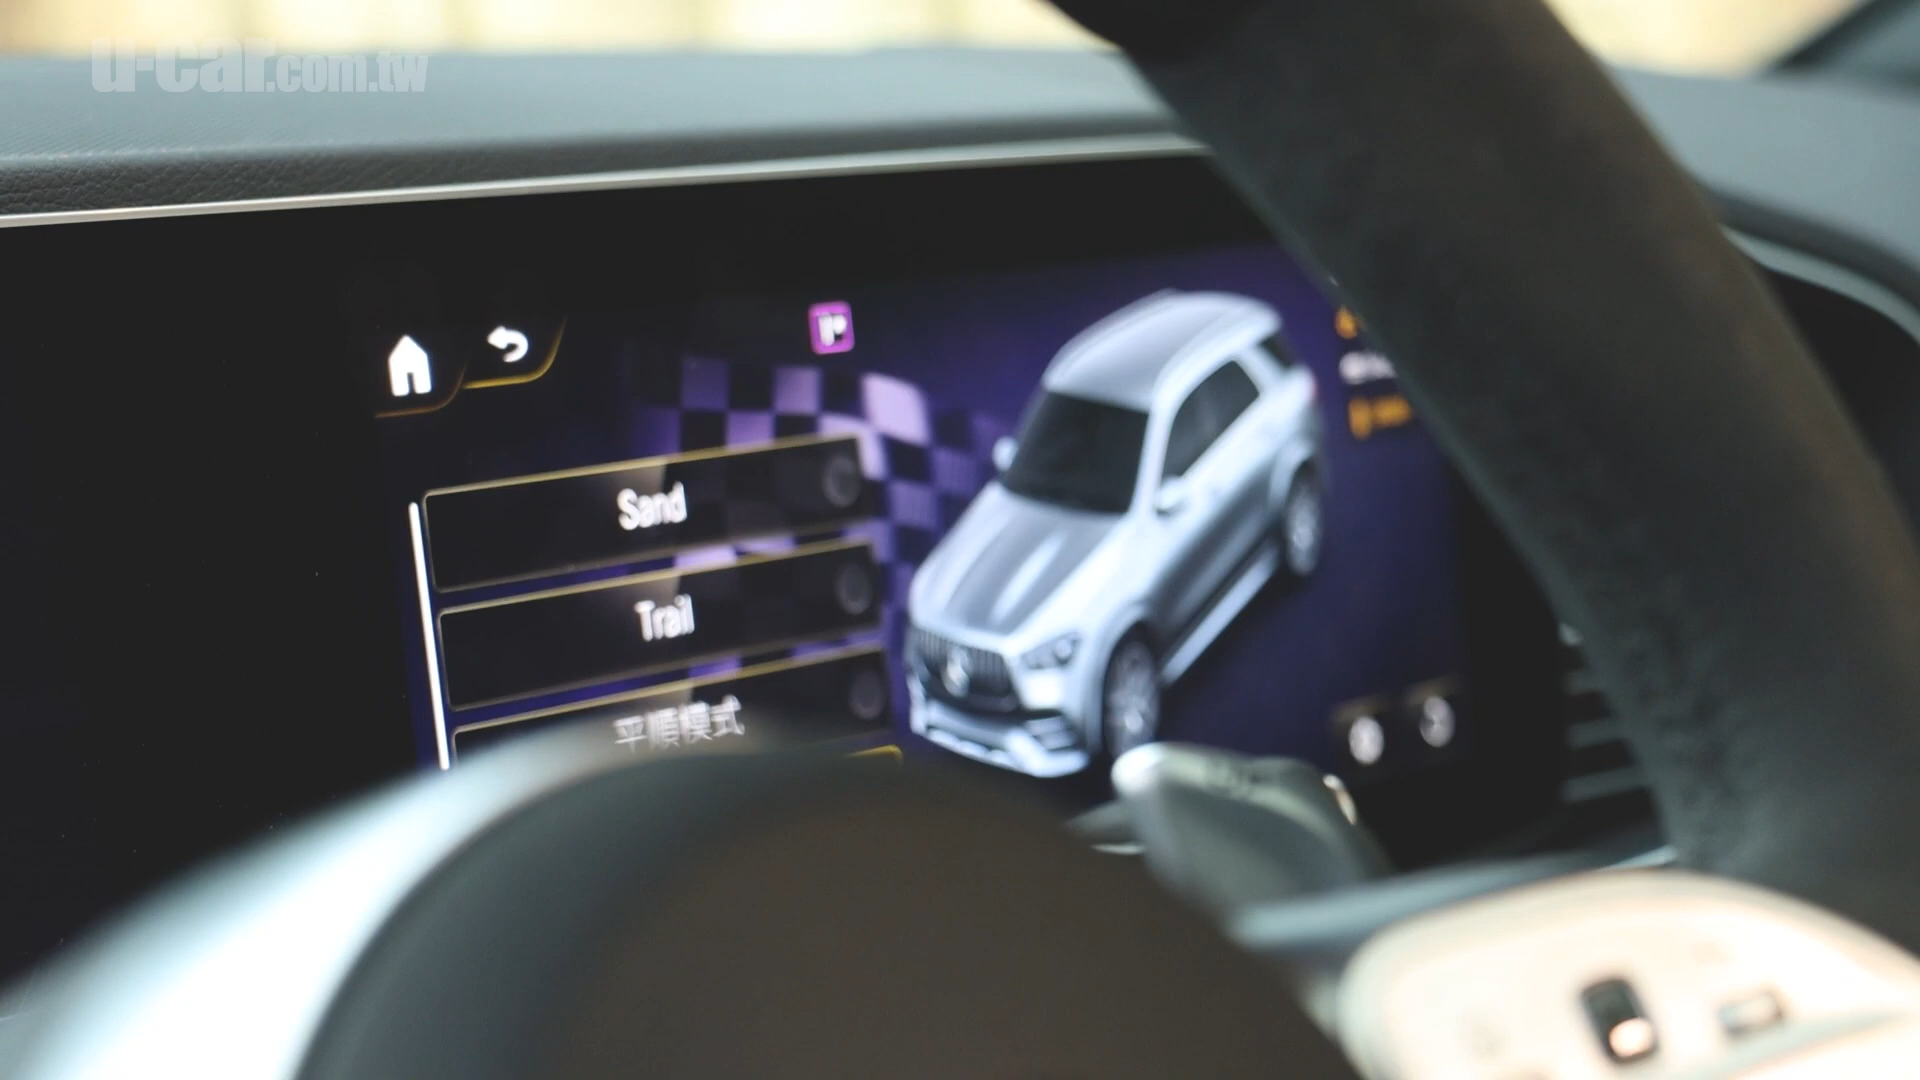 u-car.com.tw
Sand
Trail
平順模式